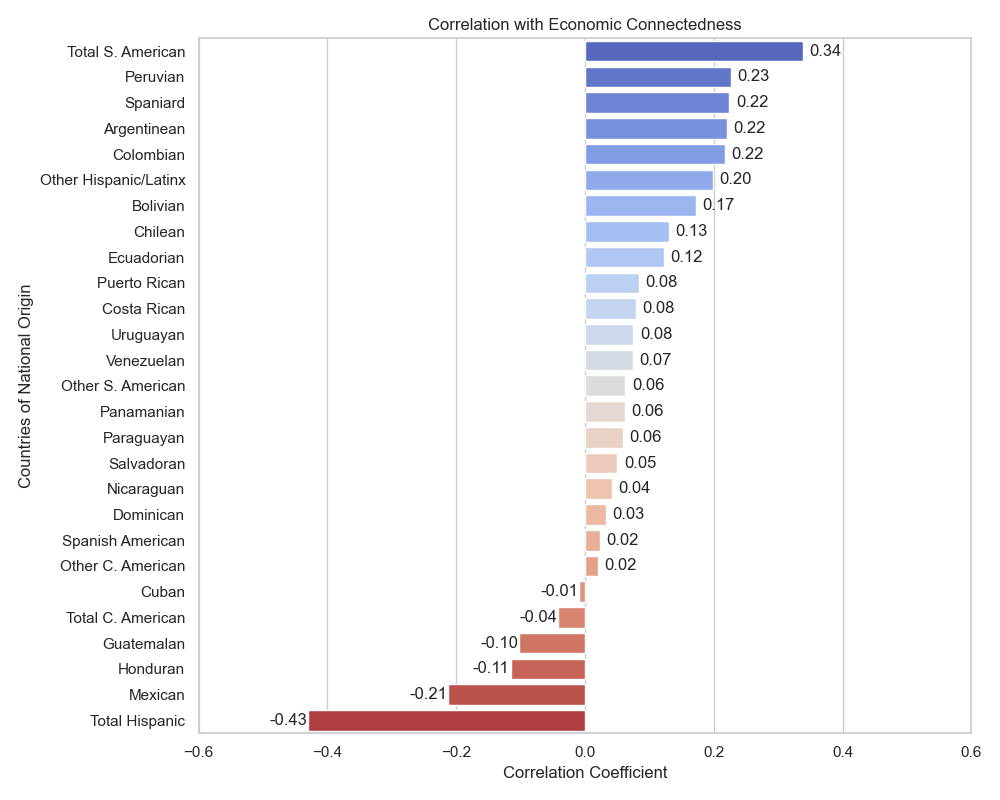 Correlation with Economic Connectedness
Total S. American 0.34
Peruvian 0.23
Spaniard 0.22
Argentinean 0.22
Colombian 0.22
Other Hispanic/Latinx 0.20
Bolivian 0.17
Chilean 0.13
Ecuadorian 0.12
Puerto Rican 0.08
Costa Rican 0.08
Uruguayan 0.08
Venezuelan 0.07
Other S. American 0.06
Panamanian 0.06
Paraguayan 0.06
Salvadoran 0.05
Nicaraguan 0.04
Dominican 0.03
Spanish American 0.02
Other C. American 0.02
Cuban -0.01
Total C. American -0.04
Guatemalan -0.10
Honduran -0.11
Mexican -0.21
Total Hispanic -0.43
Countries of National Origin
−0.6 −0.4 −0.2 0.0 0.2 0.4 0.6
Correlation Coefficient